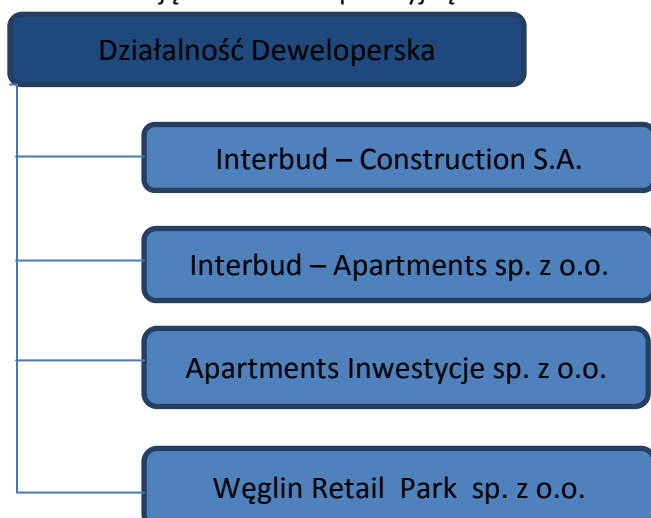 Działalność Deweloperska
Interbud – Construction S.A.
Interbud – Apartments sp. z o.o.
Apartments Inwestycje sp. z o.o.
Węglin Retail Park sp. z o.o.